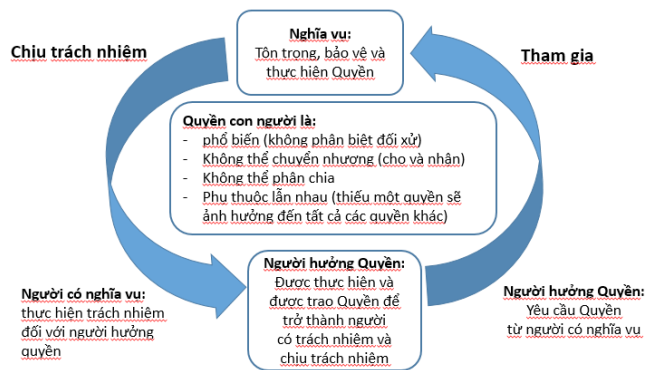 Nghĩa vụ:
Tôn trọng, bảo vệ và
thực hiện Quyền
Chịu trách nhiệm
Tham gia
Quyền con người là:
- phổ biến (không phân biệt đối xử)
- Không thể chuyển nhượng (cho và nhận)
- Không thể phân chia
- Phụ thuộc lẫn nhau (thiếu một quyền sẽ
ảnh hưởng đến tất cả các quyền khác)
Người hưởng Quyền:
Được thực hiện và
được trao Quyền để
trở thành người
có trách nhiệm và
chịu trách nhiệm
Người có nghĩa vụ:
thực hiện trách nhiệm
đối với người hưởng
quyền
Người hưởng Quyền:
Yêu cầu Quyền
từ người có nghĩa vụ